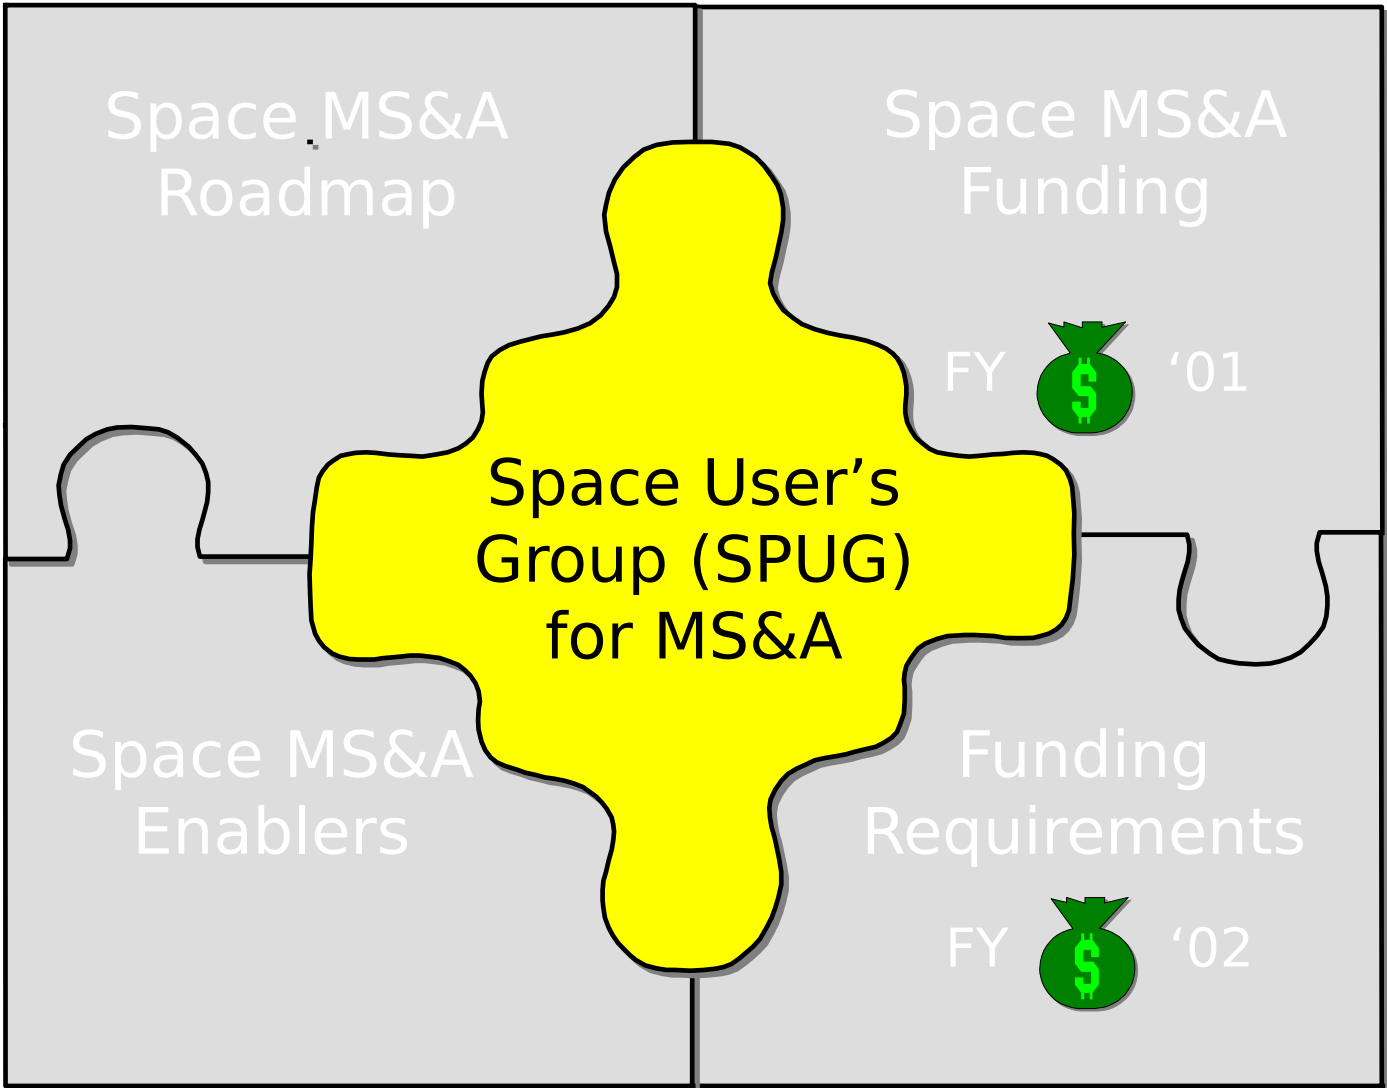 Space MS&A
Roadmap
Space MS&A
Funding
FY $ ‘01
Space User’s
Group (SPUG)
for MS&A
Space MS&A
Enablers
Funding
Requirements
FY $ ‘02